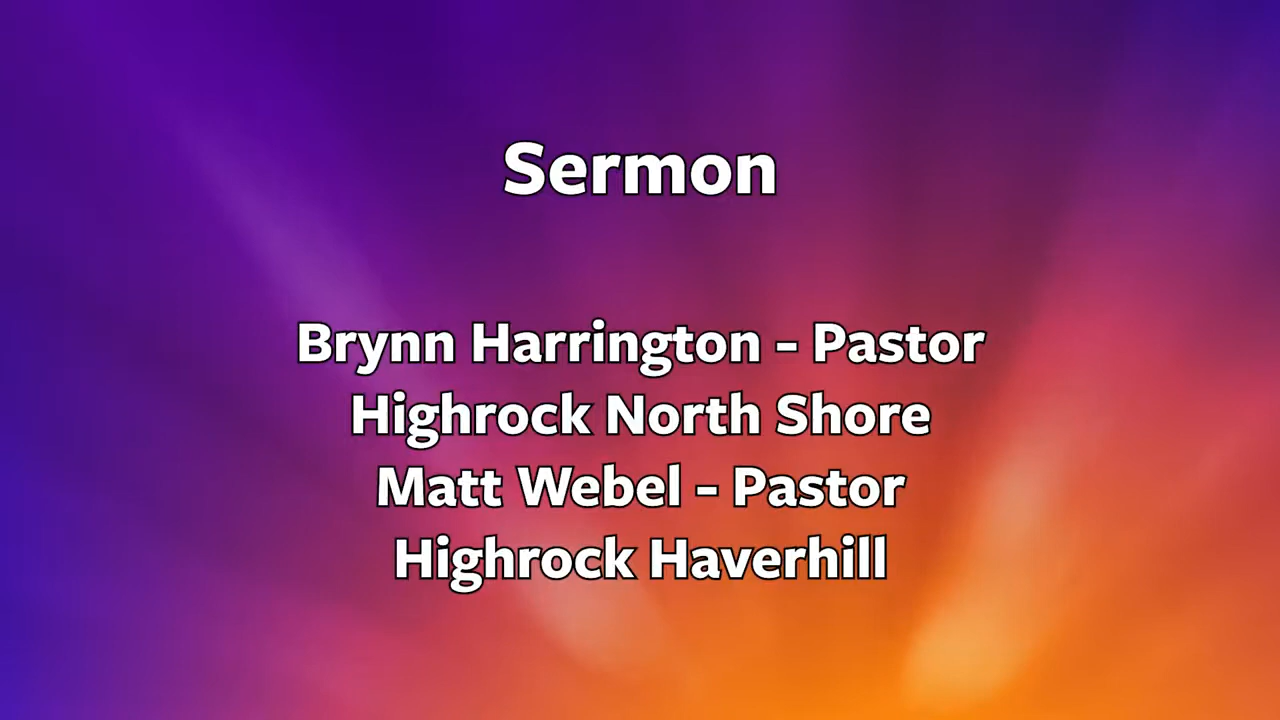 Sermon
Brynn Harrington - Pastor
Highrock North Shore
Matt Webel - Pastor
Highrock Haverhill